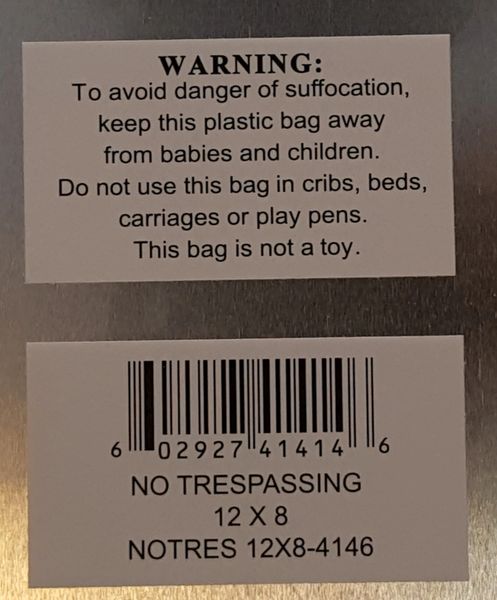 WARNING:
To avoid danger of suffocation,
keep this plastic bag away
from babies and children.
Do not use this bag in cribs, beds,
carriages or play pens.
This bag is not a toy.
6 02927 41414 6
NO TRESPASSING
12 X 8
NOTRES 12X8-4146